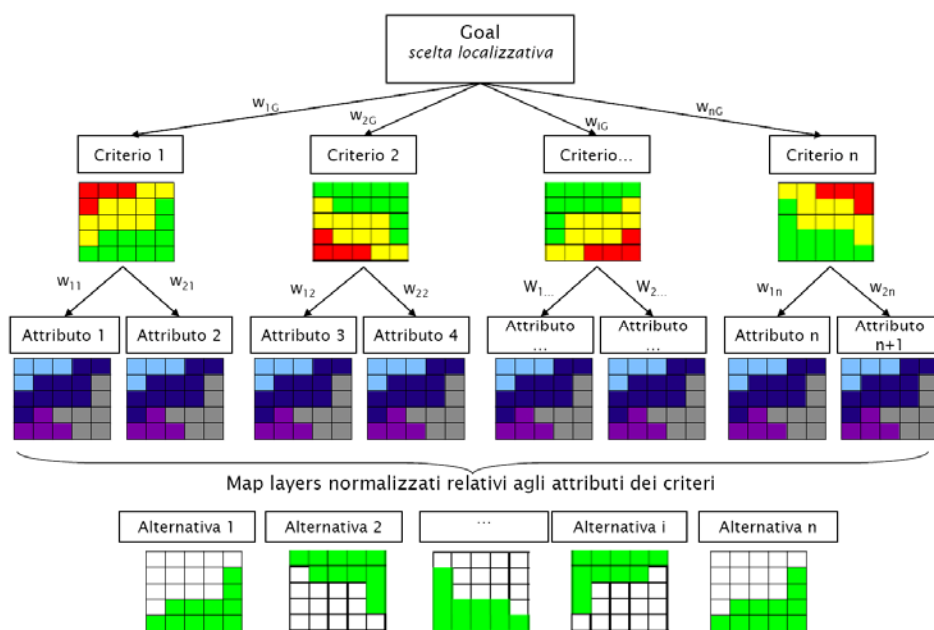 Goal
scelta localizzativa
w1G
w2G
wiG
wnG
Criterio 1
Criterio 2
Criterio...
Criterio n
w11
w21
w12
w22
W1...
W2...
w1n
w2n
Attributo 1
Attributo 2
Attributo 3
Attributo 4
Attributo
...
Attributo
...
Attributo n
Attributo
n+1
Map layers normalizzati relativi agli attributi dei criteri
Alternativa 1
Alternativa 2
...
Alternativa i
Alternativa n